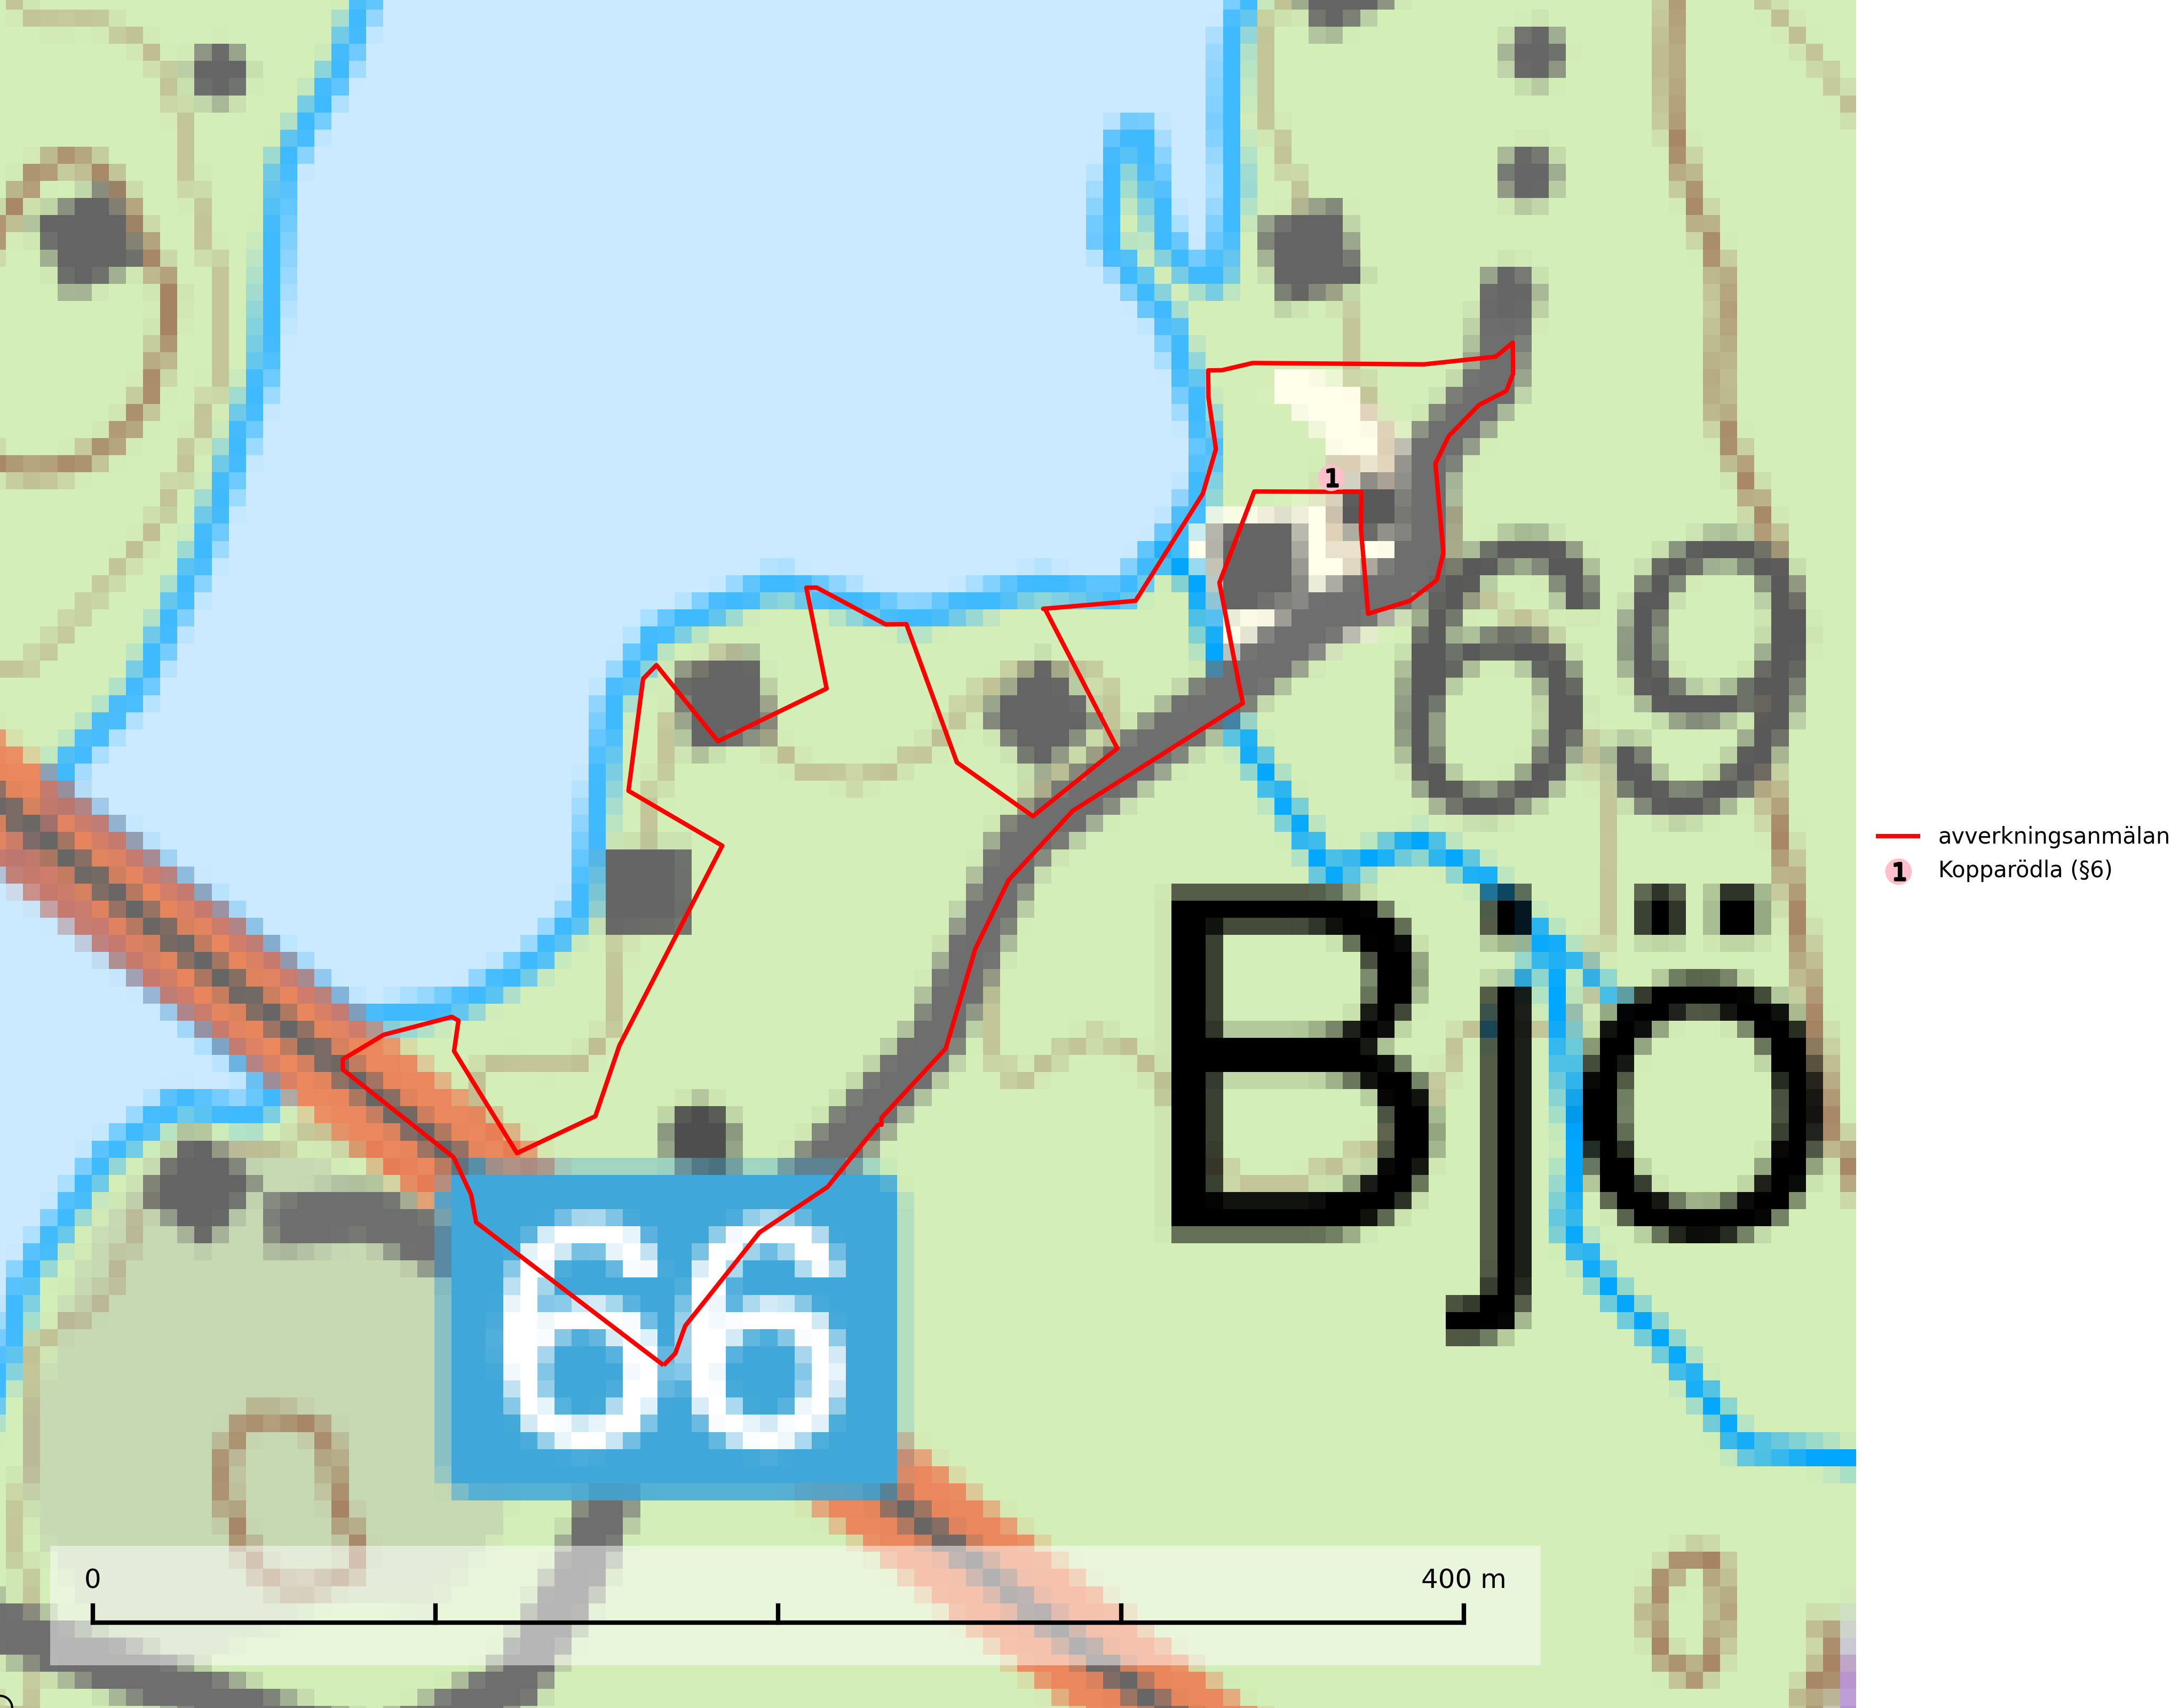 1
69
Bjö
66
0 400 m
avverkningsanmälan
1 Kopparödla (§6)